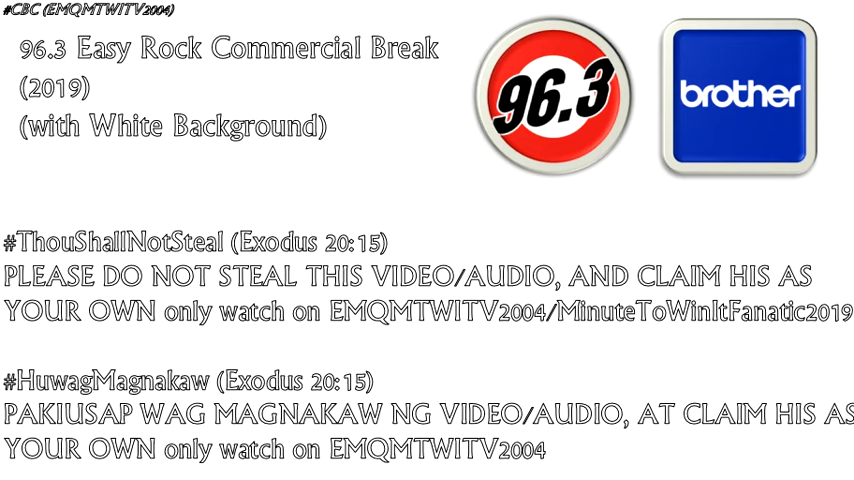 #CBC (EMQMTWITV2004)
96.3 Easy Rock Commercial Break
(2019)
(with White Background)
96.3
brother
#ThouShallNotSteal (Exodus 20:15)
PLEASE DO NOT STEAL THIS VIDEO/AUDIO, AND CLAIM HIS AS
YOUR OWN only watch on EMQMTWITV2004/MinuteToWinItFanatic2019
#HuwagMagnakaw (Exodus 20:15)
PAKIUSAP WAG MAGNAKAW NG VIDEO/AUDIO, AT CLAIM HIS AS
YOUR OWN only watch on EMQMTWITV2004